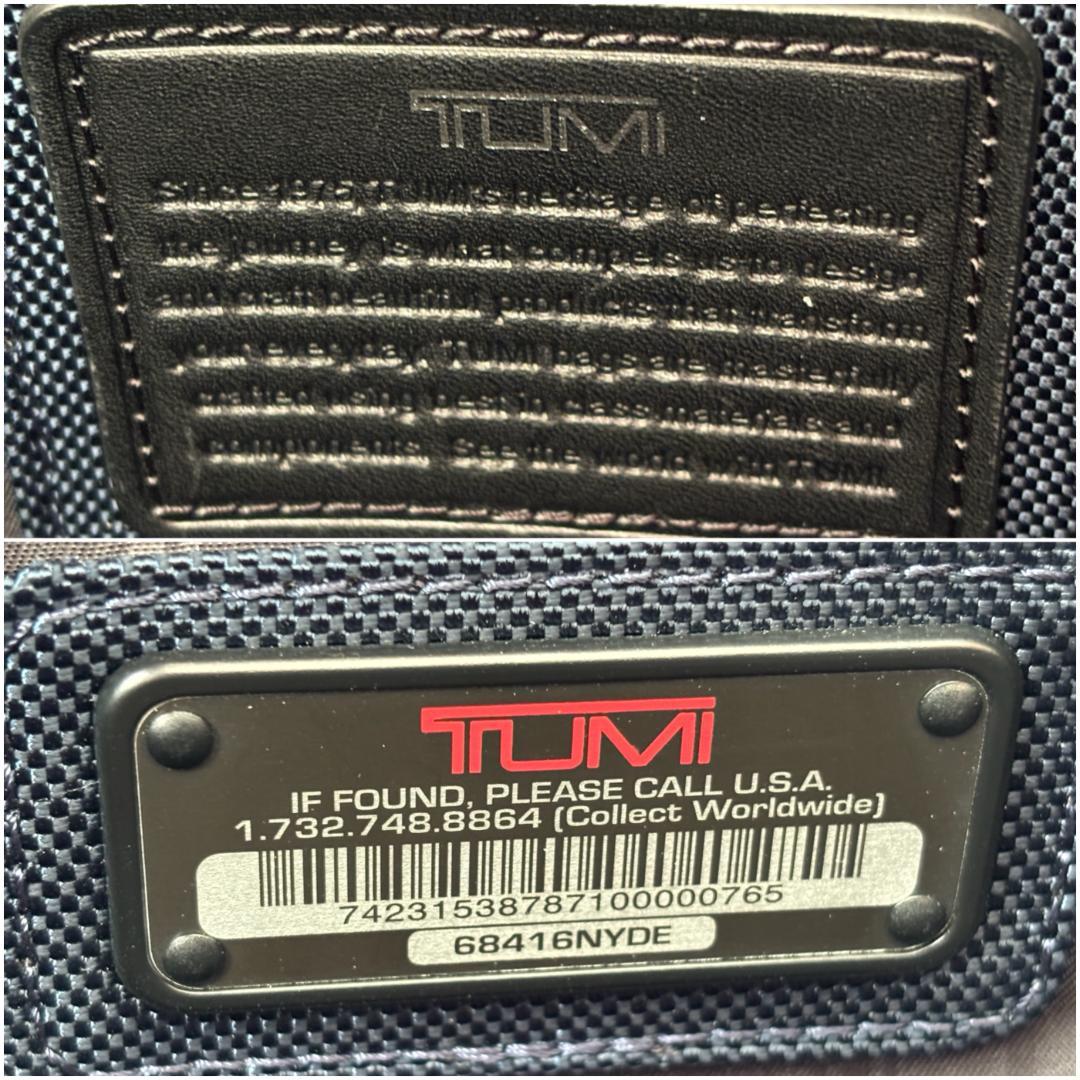 TUMI
Since 1975, TUMI's heritage of perfecting
the journey is what compels us to design
and craft beautiful products that transform
your everyday. TUMI bags are masterfully
crafted using best in class materials and
components. See the world with TUMI.
TUMI
IF FOUND, PLEASE CALL U.S.A.
1.732.748.8864 (Collect Worldwide)
74231538787100000765
68416NYDE